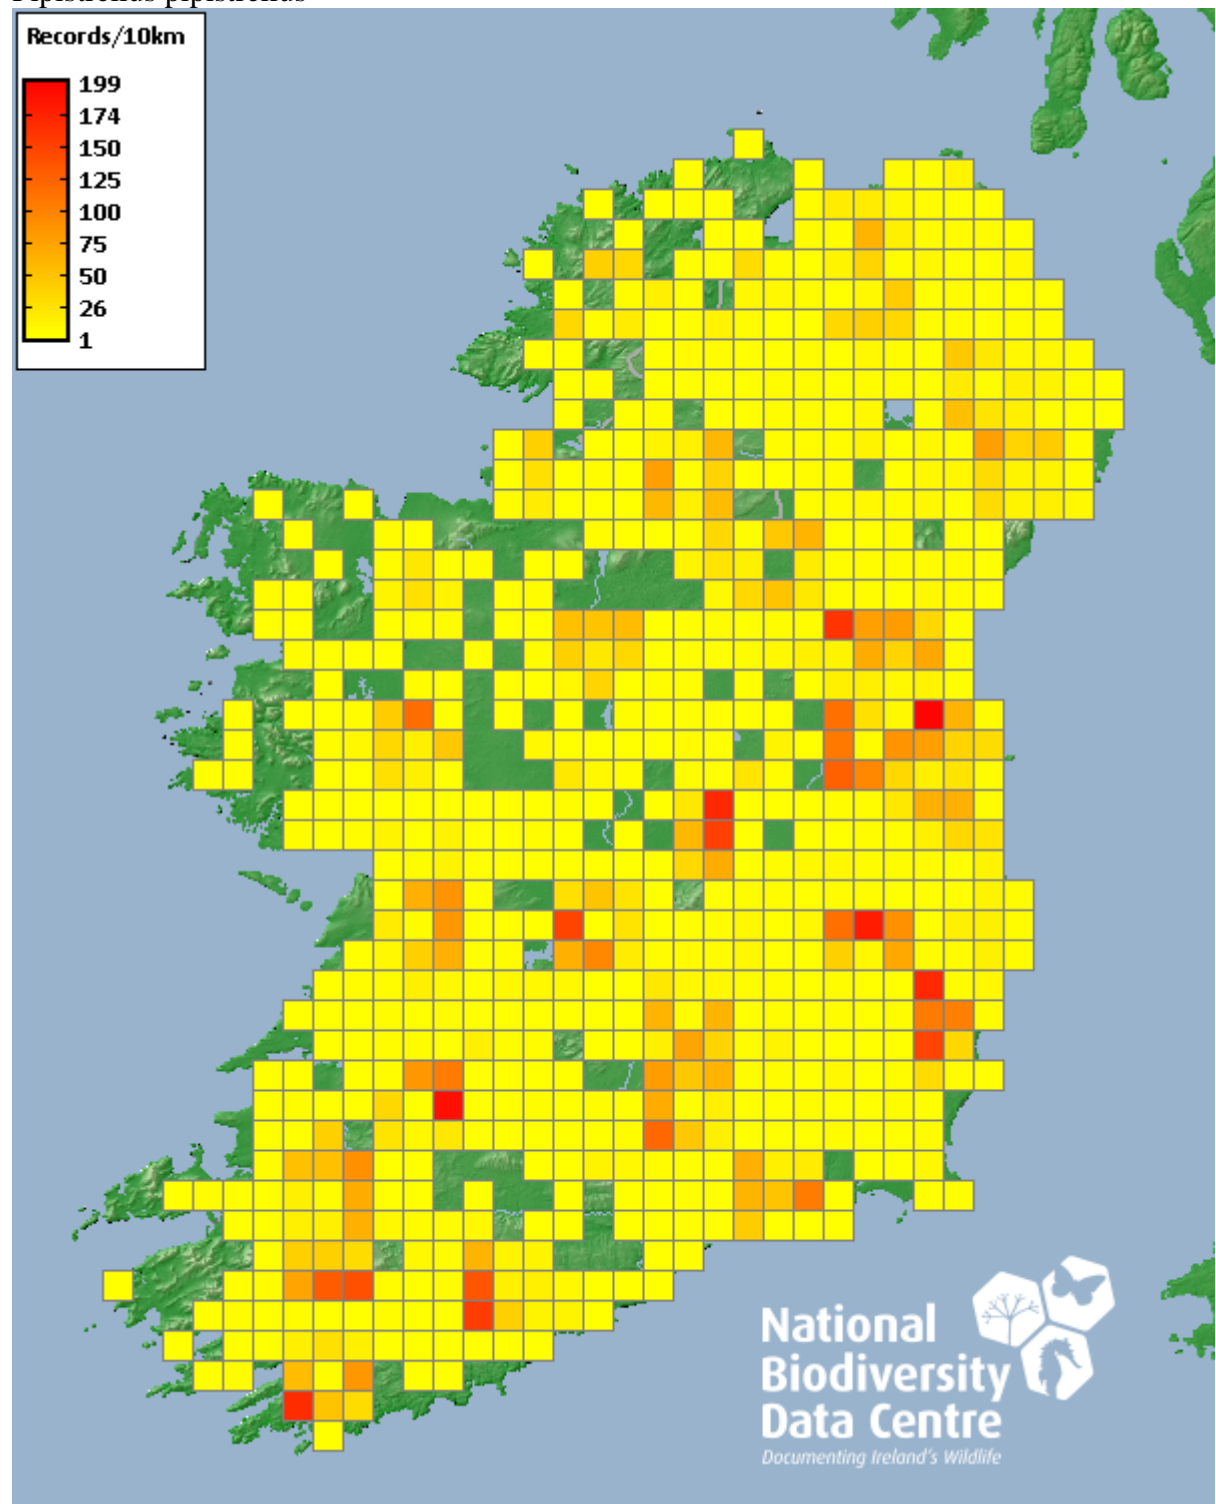 Records/10km
199
174
150
125
100
75
50
26
1
National
Biodiversity
Data Centre
Documenting Ireland's Wildlife